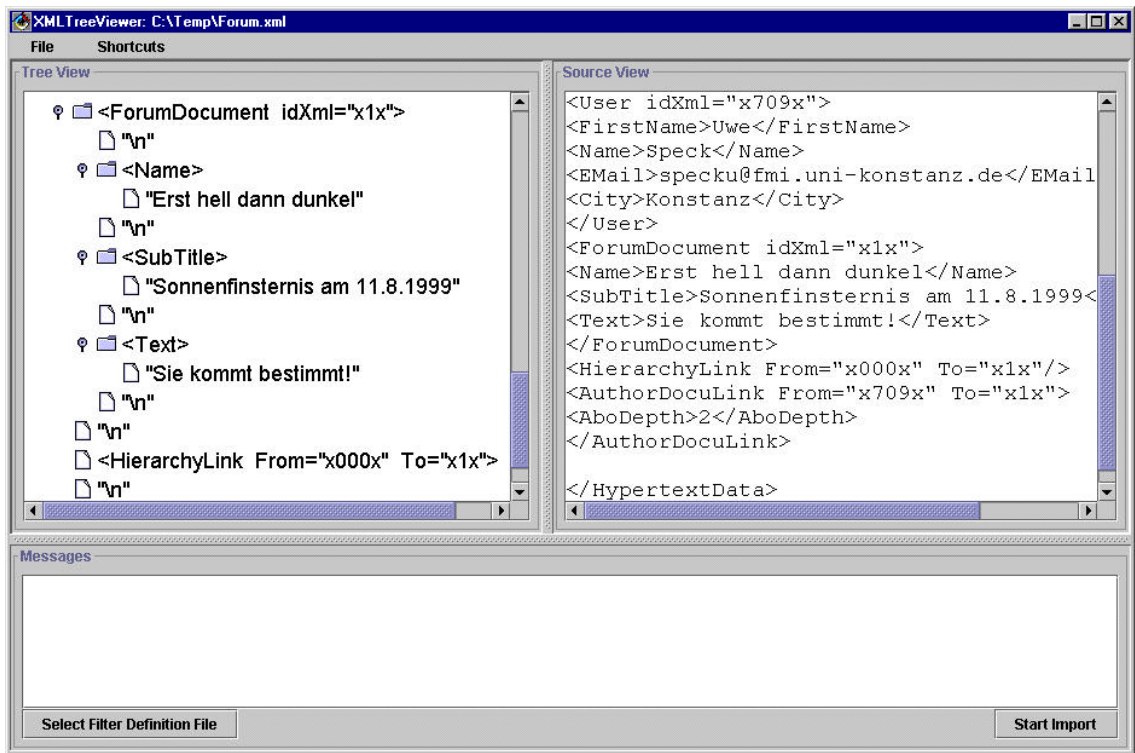 XMLTreeViewer: C:\Temp\Forum.xml
File Shortcuts
Tree View
<ForumDocument idXml="x1x">
"\n"
<Name>
"Erst hell dann dunkel"
"\n"
<SubTitle>
"Sonnenfinsternis am 11.8.1999"
"\n"
<Text>
"Sie kommt bestimmt!"
"\n"
"\n"
<HierarchyLink From="x000x" To="x1x">
"\n"
Source View
<User idXml="x709x">
<FirstName>Uwe</FirstName>
<Name>Speck</Name>
<EMail>specku@fmi.uni-konstanz.de</EMail
<City>Konstanz</City>
</User>
<ForumDocument idXml="x1x">
<Name>Erst hell dann dunkel</Name>
<SubTitle>Sonnenfinsternis am 11.8.1999<
<Text>Sie kommt bestimmt!</Text>
</ForumDocument>
<HierarchyLink From="x000x" To="x1x"/>
<AuthorDocuLink From="x709x" To="x1x">
<AboDepth>2</AboDepth>
</AuthorDocuLink>
</HypertextData>
Messages
Select Filter Definition File
Start Import